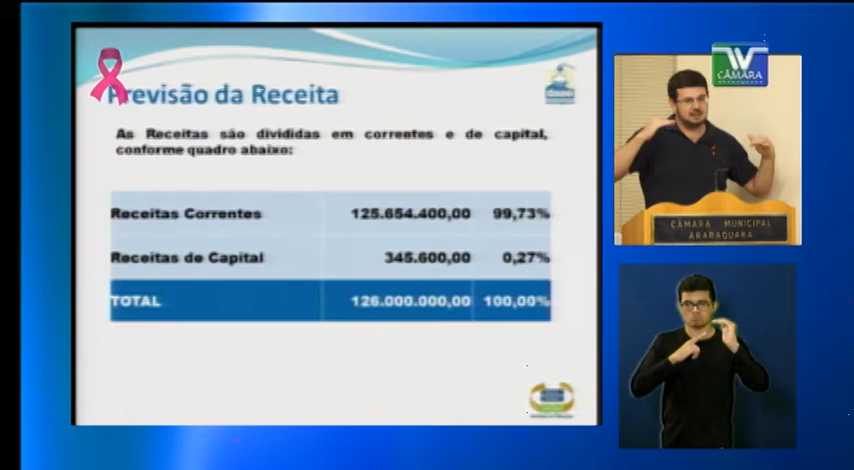 Previsão da Receita
As Receitas são divididas em correntes e de capital,
conforme quadro abaixo:
Receitas Correntes 125.654.400,00 99,73%
Receitas de Capital 345.600,00 0,27%
TOTAL 126.000.000,00 100,00%
CÂMARA
CÂMARA MUNICIPAL
ARARAQUARA